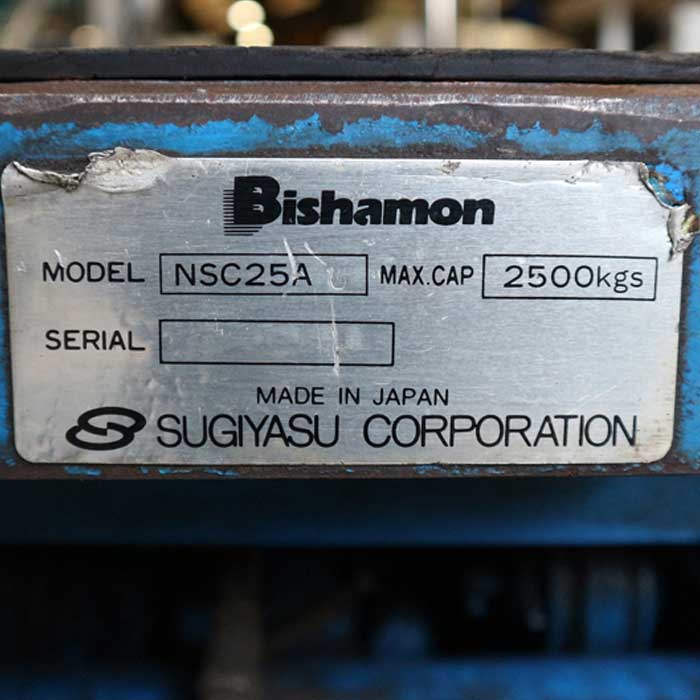 Bishamon
MODEL NSC25A MAX.CAP 2500kgs
SERIAL
MADE IN JAPAN
SUGIYASU CORPORATION